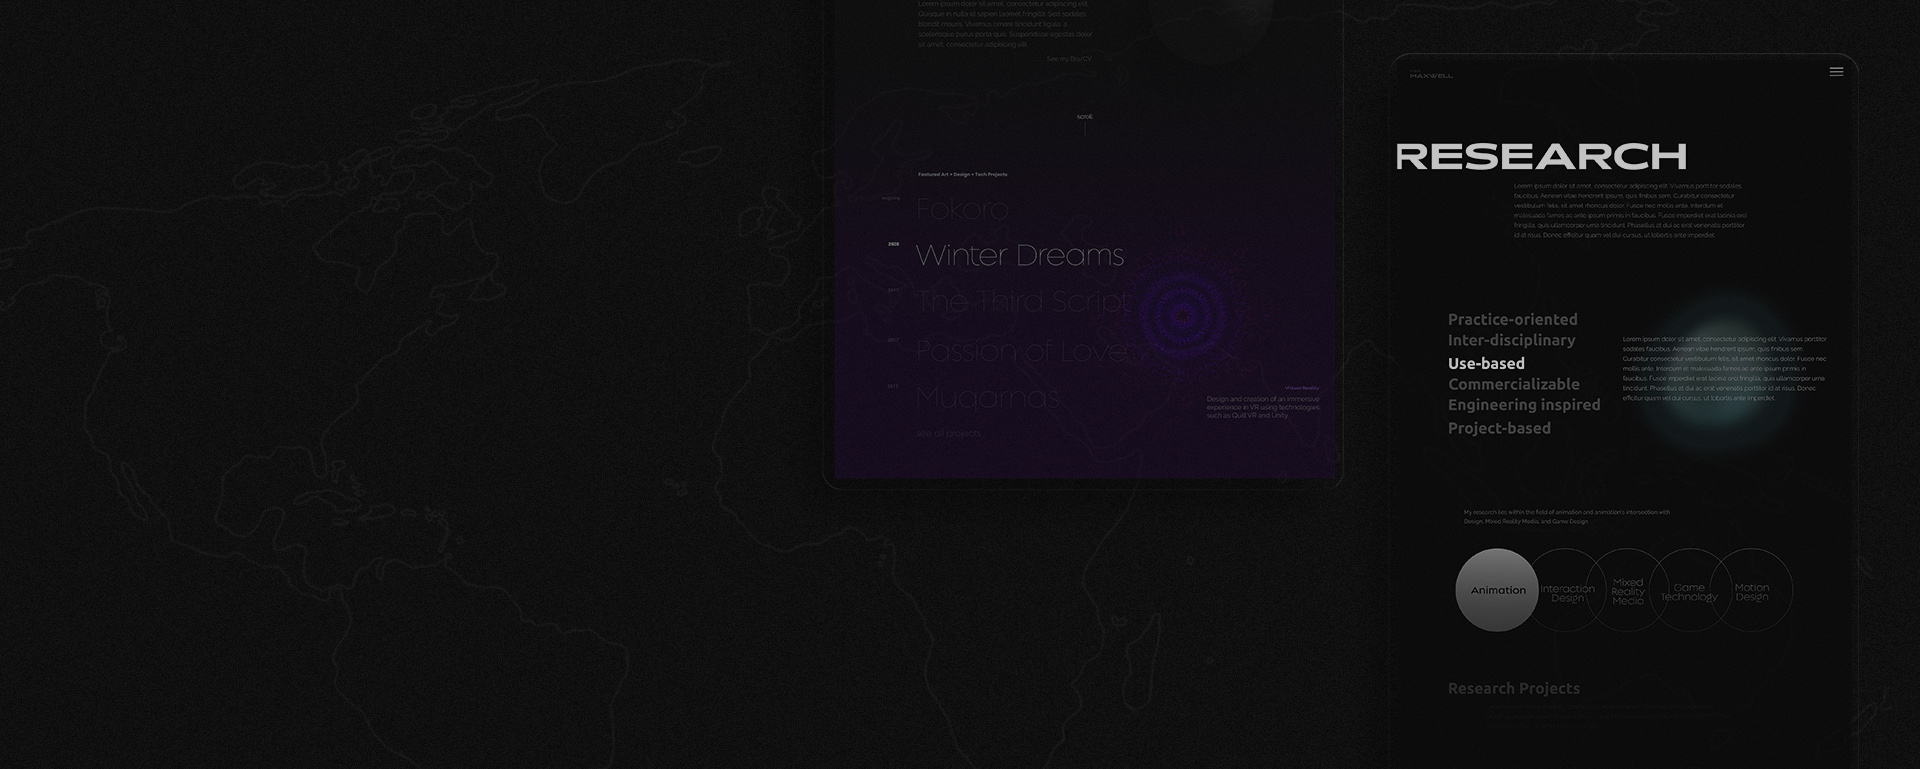 Lorem ipsum dolor sit amet, consectetur adipiscing elit.
Quisque in nulla id sapien laoreet fringilla. Sed sodales
blandit mauris. Vivamus ornare tincidunt ligula, a
scelerisque purus porta quis. Suspendisse egestas dolor
sit amet, consectetur adipiscing elit.
See my Bio/CV
scroll
Featured Art + Design + Tech Projects
ongoing
Fokoro
2020
Winter Dreams
The Third Script
2017
Passion of Love
2017
Muqarnas
see all projects
Virtual Reality
Design and creation of an immersive
experience in VR using technologies
such as Quill VR and Unity.
MAXWELL
RESEARCH
Lorem ipsum dolor sit amet, consectetur adipiscing elit. Vivamus porttitor sodales
faucibus. Aenean vitae hendrerit ipsum, quis finibus sem. Curabitur consectetur
vestibulum felis, sit amet rhoncus dolor. Fusce nec mollis ante. Interdum et
malesuada fames ac ante ipsum primis in faucibus. Fusce imperdiet erat lacinia orci
fringilla, quis ullamcorper urna tincidunt. Phasellus at dui ac erat venenatis porttitor
id at risus. Donec efficitur quam vel dui cursus, ut lobortis ante imperdiet.
Practice-oriented
Inter-disciplinary
Use-based
Commercializable
Engineering inspired
Project-based
Lorem ipsum dolor sit amet, consectetur adipiscing elit. Vivamus porttitor
sodales faucibus. Aenean vitae hendrerit ipsum, quis finibus sem.
Curabitur consectetur vestibulum felis, sit amet rhoncus dolor. Fusce nec
mollis ante. Interdum et malesuada fames ac ante ipsum primis in
faucibus. Fusce imperdiet erat lacinia orci fringilla, quis ullamcorper urna
tincidunt. Phasellus at dui ac erat venenatis porttitor id at risus. Donec
efficitur quam vel dui cursus, ut lobortis ante imperdiet.
My research lies within the field of animation and animation's intersection with
Design, Mixed Reality Media, and Game Design
Animation
Interaction
Design
Mixed
Reality
Media
Game
Technology
Motion
Design
Research Projects